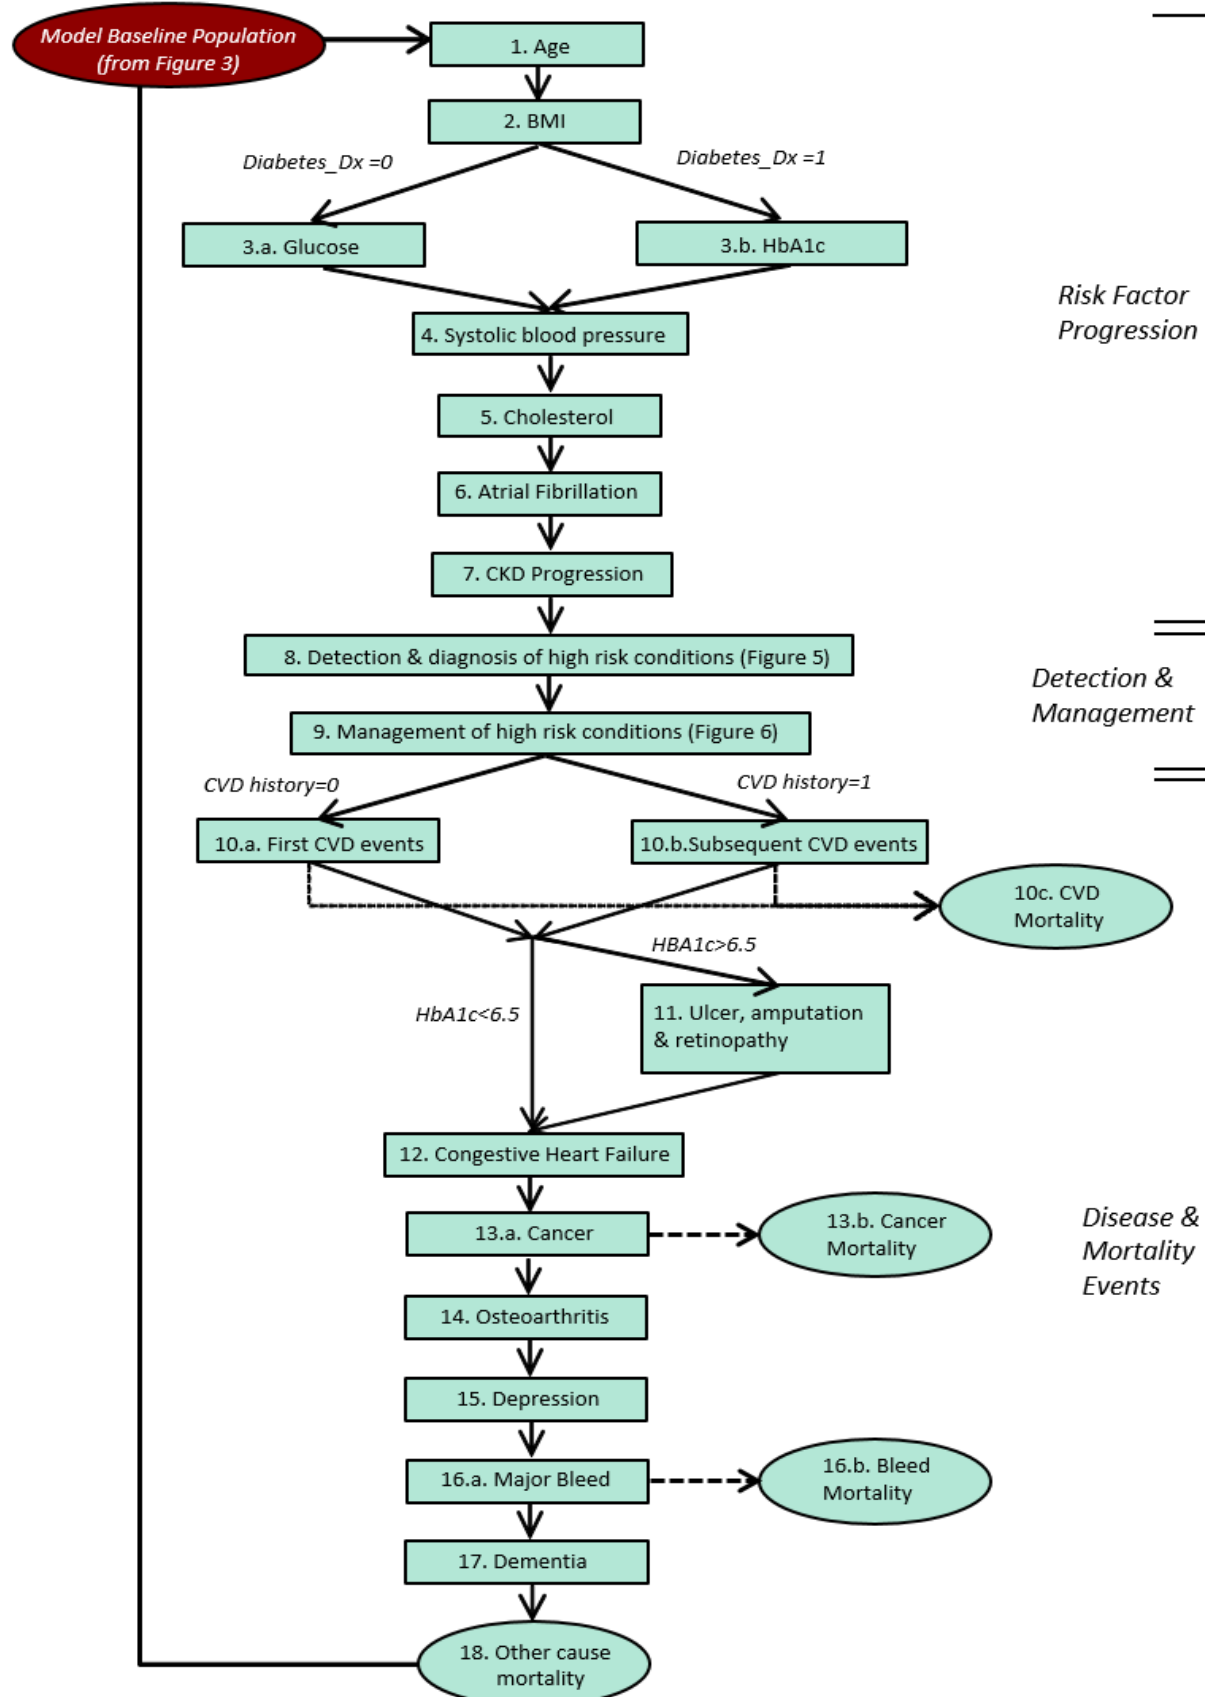 Model Baseline Population
(from Figure 3)
1. Age
2. BMI
Diabetes_Dx =0
Diabetes_Dx =1
3.a. Glucose
3.b. HbA1c
Risk Factor
Progression
4. Systolic blood pressure
5. Cholesterol
6. Atrial Fibrillation
7. CKD Progression
8. Detection & diagnosis of high risk conditions (Figure 5)
Detection &
Management
9. Management of high risk conditions (Figure 6)
CVD history=0
CVD history=1
10.a. First CVD events
10.b.Subsequent CVD events
10c. CVD
Mortality
HBA1c>6.5
HbA1c<6.5
11. Ulcer, amputation
& retinopathy
12. Congestive Heart Failure
13.a. Cancer
13.b. Cancer
Mortality
Disease &
Mortality
Events
14. Osteoarthritis
15. Depression
16.a. Major Bleed
16.b. Bleed
Mortality
17. Dementia
18. Other cause
mortality